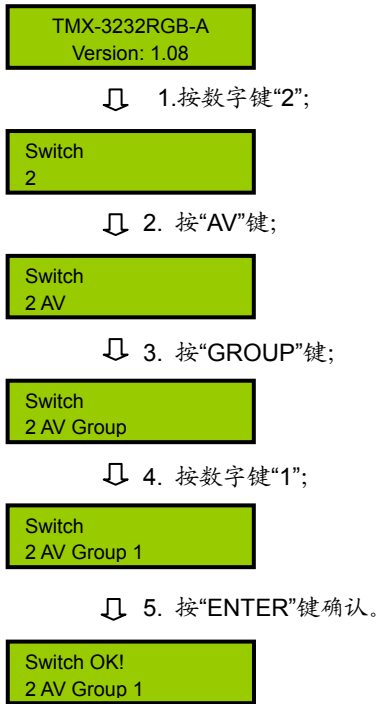 TMX-3232RGB-A
Version: 1.08
1.按数字键“2”;
Switch
2
2. 按“AV”键;
Switch
2 AV
3. 按“GROUP”键;
Switch
2 AV Group
4. 按数字键“1”;
Switch
2 AV Group 1
5. 按“ENTER”键确认。
Switch OK!
2 AV Group 1